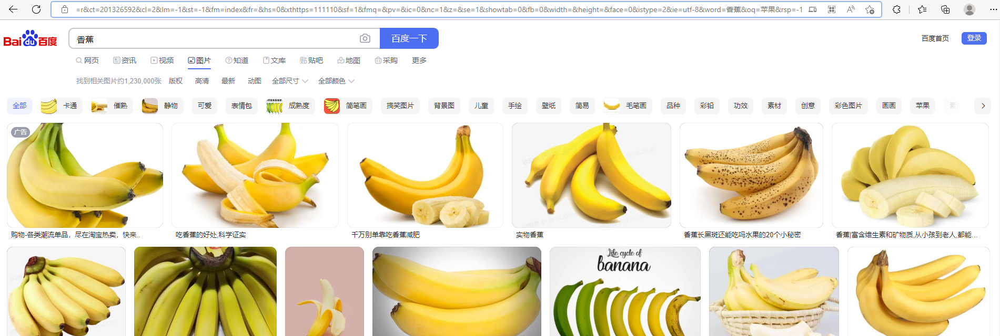 =r&ct=201326592&cl=2&lm=-1&st=-1&fm=index&fr=&hs=0&xthttps=111110&sf=1&fmq=&pv=&ic=0&nc=1&z=&se=1&showtab=0&fb=0&width=&height=&face=0&istype=2&ie=utf-8&word=香蕉&oq=苹果&rsp=-1
Bai du 百度 香蕉 百度一下 百度首页 登录
网页 资讯 视频 图片 知道 文库 贴吧 地图 采购 更多
找到相关图片约1,230,000张 版权 高清 最新 动图 全部尺寸 全部颜色
全部 卡通 催熟 静物 可爱 表情包 成熟度 简笔画 搞笑图片 背景图 儿童 手绘 壁纸 简易 毛笔画 品种 彩铅 功效 素材 创意 彩色图片 画画 苹果
广告
购物-各类潮流单品，尽在淘宝热卖，快来.. 吃香蕉的好处,科学证实 千万别单靠吃香蕉减肥 实物香蕉 香蕉长黑斑还能吃吗水果的20个小秘密 香蕉|富含维生素和矿物质,从小孩到老人,都能...
Life cycle of
banana